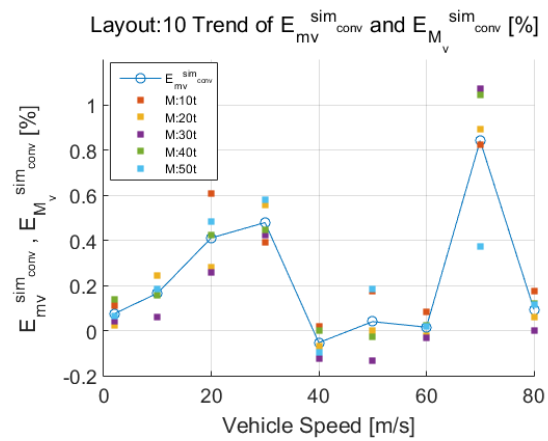 Layout:10 Trend of E_mv^sim_conv and E_M_v^sim_conv [%]
E_mv^sim_conv
M:10t
M:20t
M:30t
M:40t
M:50t
E_mv^sim_conv , E_M_v^sim_conv [%]
1
0.8
0.6
0.4
0.2
0
-0.2
0 20 40 60 80
Vehicle Speed [m/s]